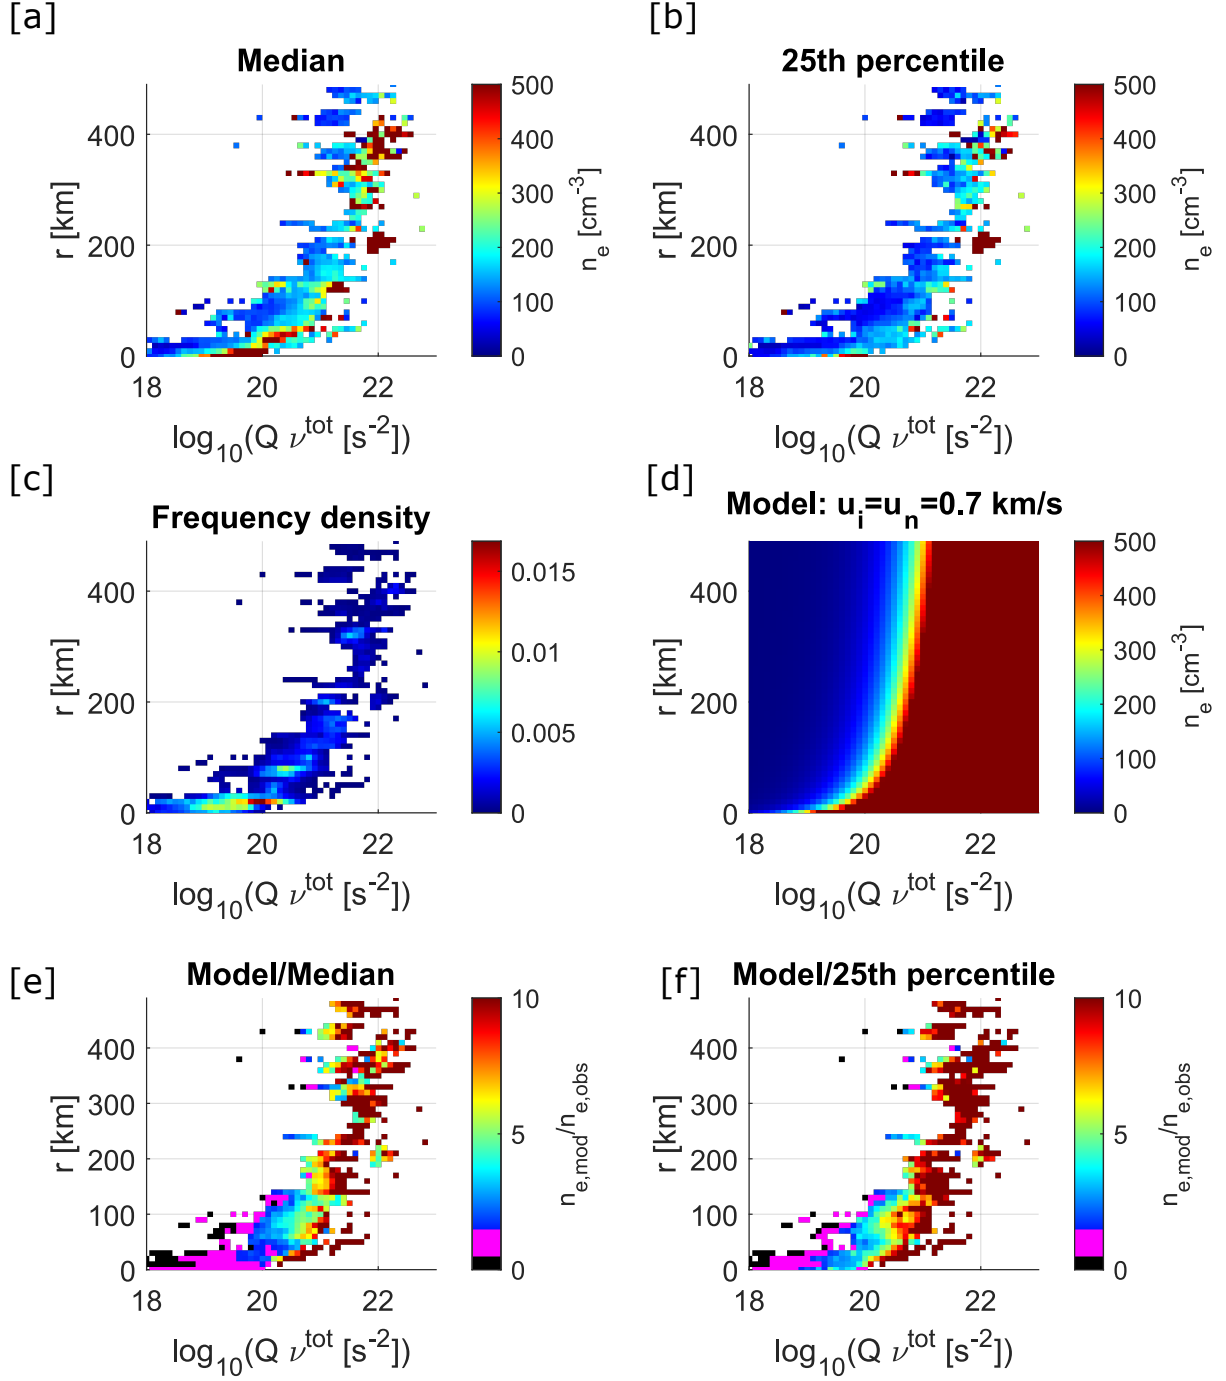 [a]
[b]
Median
25th percentile
r [km]
400
200
0
18
20
22
log10(Q ν^tot [s^-2])
500
400
300
200
100
0
n_e [cm^-3]
r [km]
400
200
0
18
20
22
log10(Q ν^tot [s^-2])
500
400
300
200
100
0
n_e [cm^-3]
[c]
[d]
Frequency density
Model: u_i=u_n=0.7 km/s
r [km]
400
200
0
18
20
22
log10(Q ν^tot [s^-2])
0.015
0.01
0.005
0
r [km]
400
200
0
18
20
22
log10(Q ν^tot [s^-2])
500
400
300
200
100
0
n_e [cm^-3]
[e]
[f]
Model/Median
Model/25th percentile
r [km]
400
300
200
100
0
18
20
22
log10(Q ν^tot [s^-2])
10
5
0
n_e,mod/n_e,obs
r [km]
400
300
200
100
0
18
20
22
log10(Q ν^tot [s^-2])
10
5
0
n_e,mod/n_e,obs